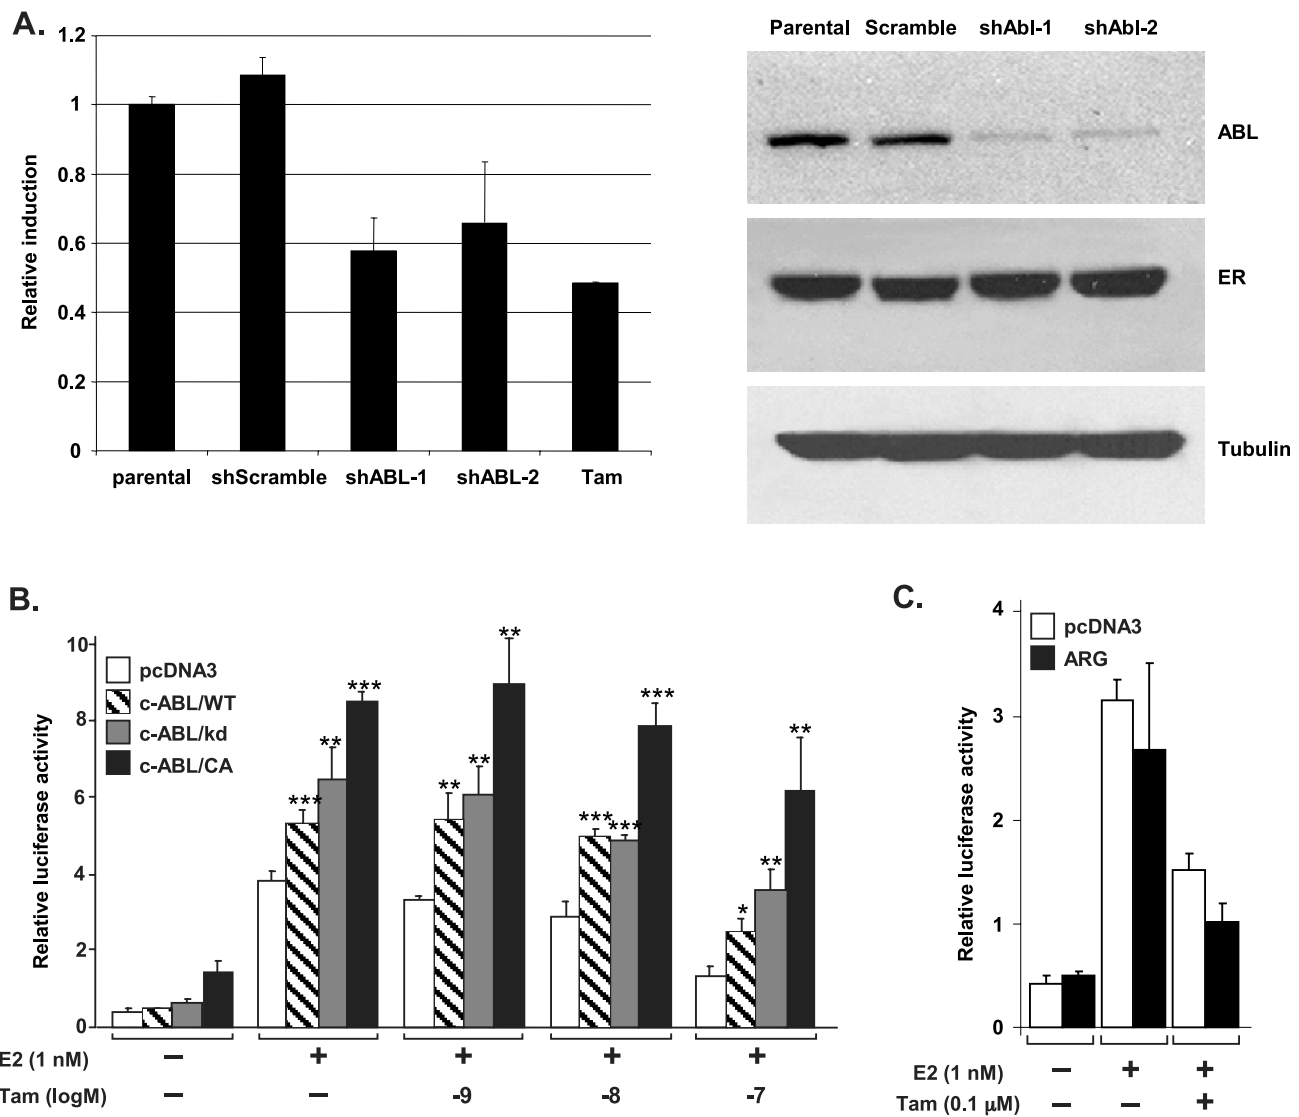 A.
Relative induction
1.2
1
0.8
0.6
0.4
0.2
0
parental shScramble shABL-1 shABL-2 Tam
Parental Scramble shAbl-1 shAbl-2
ABL
ER
Tubulin
B.
Relative luciferase activity
10
8
6
4
2
0
pcDNA3
c-ABL/WT
c-ABL/kd
c-ABL/CA
*** ** ***
** ** **
*** *** ***
* ** **
E2 (1 nM) – + + + +
Tam (logM) – – -9 -8 -7
C.
Relative luciferase activity
4
3
2
1
0
pcDNA3
ARG
E2 (1 nM) – + +
Tam (0.1 μM) – – +